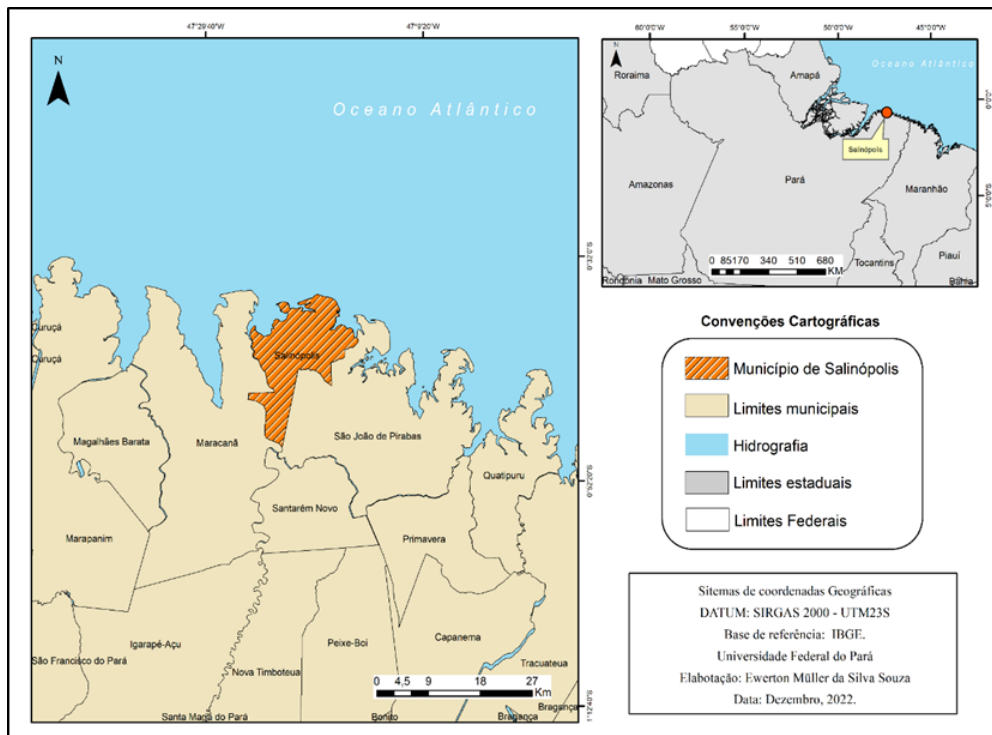 47°29'40"W
47°9'20"W
N
Oceano Atlântico
0°32'0"S
0°52'20"S
1°12'40"S
Curuçá
Curuçá
Salinópolis
Magalhães Barata
Maracanã
São João de Pirabas
Quatipuru
Santarém Novo
Primavera
Marapanim
Igarapé-Açu
Peixe-Boi
Capanema
São Francisco do Pará
Nova Timboteua
Tracuateua
0 4,5 9 18 27
Km
Santa Maria do Pará
Bonito
Bragança
Bragança
60°0'0"W
55°0'0"W
50°0'0"W
45°0'0"W
N
Roraima
Amapá
Oceano Atlântico
0°0'0"
Salinópolis
Amazonas
Pará
Maranhão
5°0'0"S
0 85170 340 510 680
KM
Tocantins
Piauí
Rondônia
Mato Grosso
Bahia
Convenções Cartográficas
Município de Salinópolis
Limites municipais
Hidrografia
Limites estaduais
Limites Federais
Sitemas de coordenadas Geográficas
DATUM: SIRGAS 2000 - UTM23S
Base de referência: IBGE.
Universidade Federal do Pará
Elabotação: Ewerton Müller da Silva Souza
Data: Dezembro, 2022.